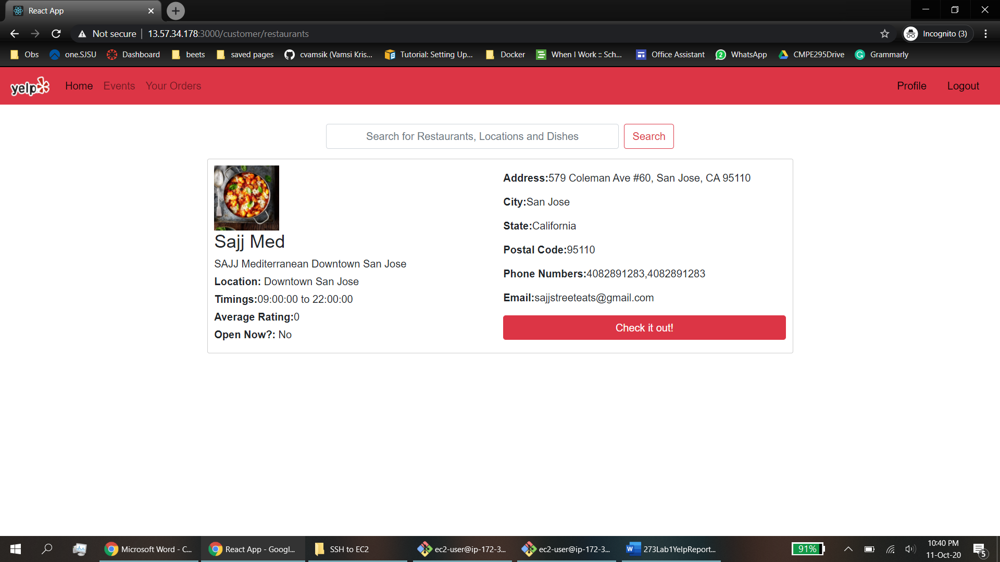 React App
Not secure 13.57.34.178:3000/customer/restaurants Incognito (3)
Obs one.SJSU Dashboard beets saved pages cvamsik (Vamsi Kris... Tutorial: Setting Up... Docker When I Work :: Sch... Office Assistant 2 WhatsApp CMPE295Drive G Grammarly
yelp Home Events Your Orders Profile Logout
Search for Restaurants, Locations and Dishes Search
Sajj Med
SAJJ Mediterranean Downtown San Jose
Location: Downtown San Jose
Timings:09:00:00 to 22:00:00
Average Rating:0
Open Now?: No
Address:579 Coleman Ave #60, San Jose, CA 95110
City:San Jose
State:California
Postal Code:95110
Phone Numbers:4082891283,4082891283
Email:sajjstreeteats@gmail.com
Check it out!
Microsoft Word - C... React App - Googl... SSH to EC2 ec2-user@ip-172-3... ec2-user@ip-172-3... W 273Lab1YelpReport... 91% 10:40 PM
11-Oct-20 5